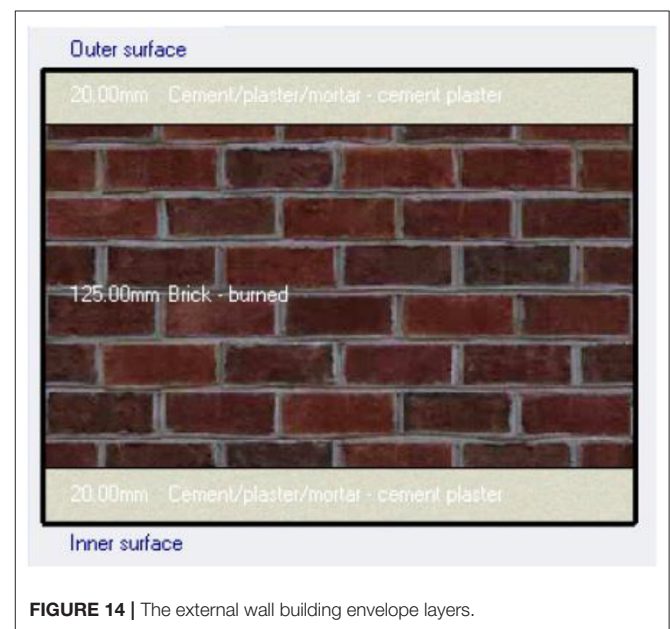 Outer surface
20.00mm Cement/plaster/mortar - cement plaster
125.00mm Brick - burned
20.00mm Cement/plaster/mortar - cement plaster
Inner surface
FIGURE 14 | The external wall building envelope layers.